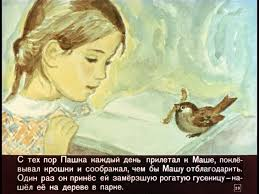 С тех пор Пашка каждый день прилетал к Маше, поклё-
вывал крошки и соображал, чем бы Машу отблагодарить.
Один раз он принёс ей замёрзшую рогатую гусеницу-на-
шёл её на дереве в парке.